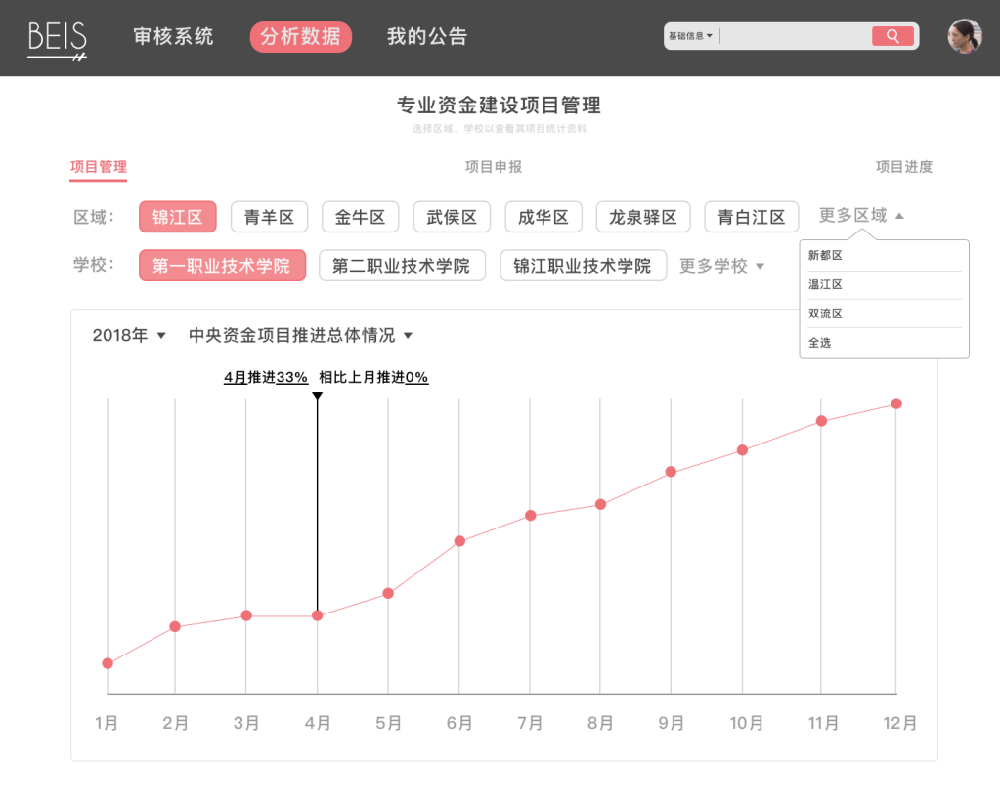 BEIS 审核系统 分析数据 我的公告 基础信息
专业资金建设项目管理
选择区域、学校以查看其项目统计资料
项目管理 项目申报 项目进度
区域： 锦江区 青羊区 金牛区 武侯区 成华区 龙泉驿区 青白江区 更多区域
学校： 第一职业技术学院 第二职业技术学院 锦江职业技术学院 更多学校
新都区
温江区
双流区
全选
2018年 中央资金项目推进总体情况
4月推进33% 相比上月推进0%
1月 2月 3月 4月 5月 6月 7月 8月 9月 10月 11月 12月